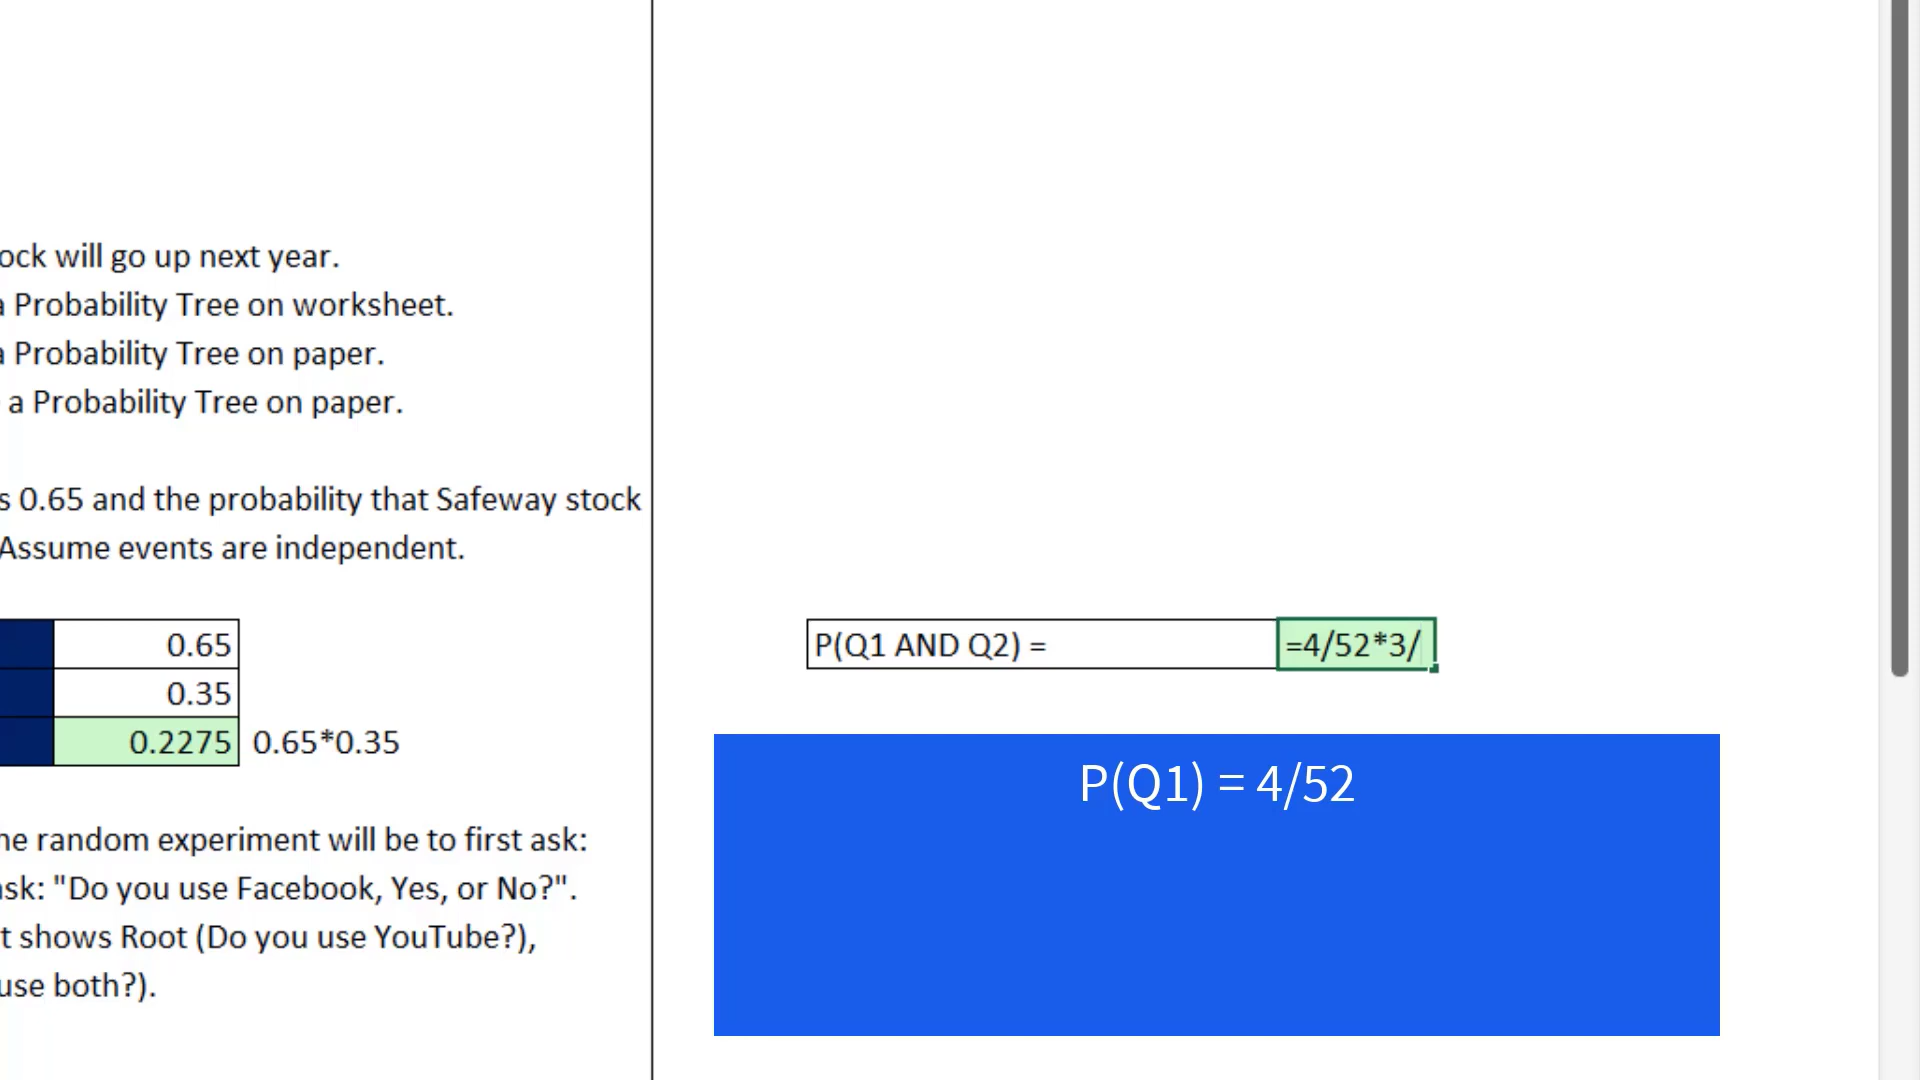 ock will go up next year.
a Probability Tree on worksheet.
a Probability Tree on paper.
a Probability Tree on paper.
s 0.65 and the probability that Safeway stock
Assume events are independent.
0.65
0.35
0.2275 0.65*0.35
P(Q1 AND Q2) = =4/52*3/
P(Q1) = 4/52
ne random experiment will be to first ask:
ask: "Do you use Facebook, Yes, or No?".
t shows Root (Do you use YouTube?),
use both?).